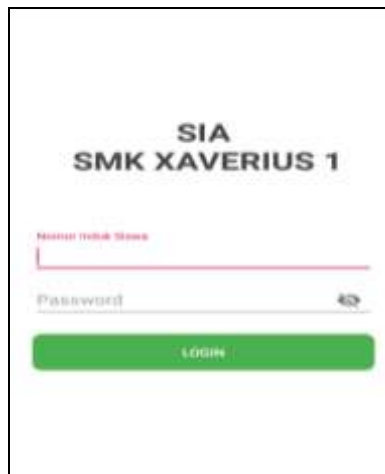 SIA
SMK XAVERIUS 1
Nomor Induk Siswa
Password
LOGIN